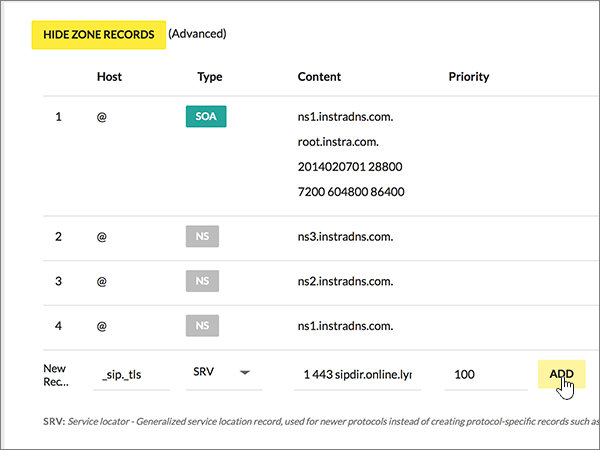 HIDE ZONE RECORDS (Advanced)
Host Type Content Priority
1 @ SOA ns1.instradns.com.
root.instra.com.
2014020701 28800
7200 604800 86400
2 @ NS ns3.instradns.com.
3 @ NS ns2.instradns.com.
4 @ NS ns1.instradns.com.
New
Rec... _sip._tls SRV 1 443 sipdir.online.lyn 100 ADD
SRV: Service locator - Generalized service location record, used for newer protocols instead of creating protocol-specific records such as